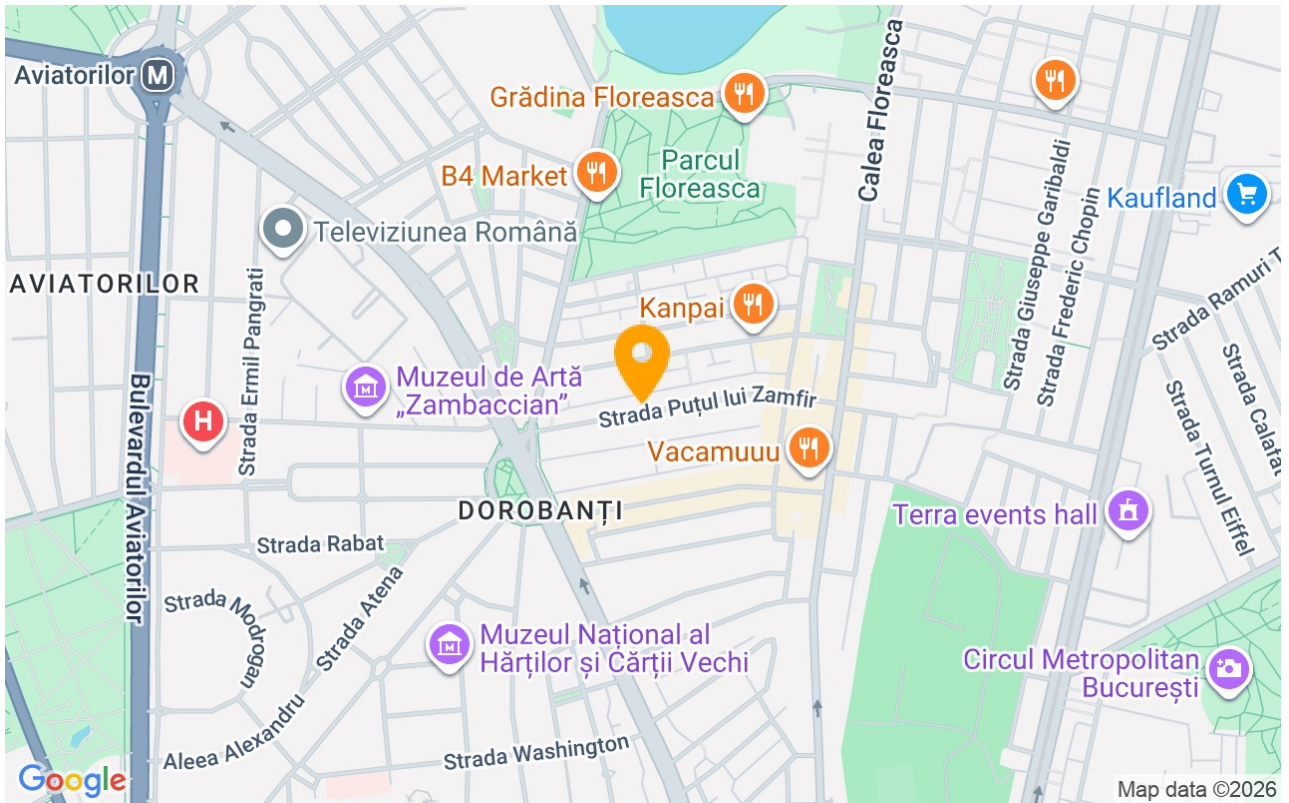 Aviatorilor M
Grădina Floreasca
Calea Floreasca
B4 Market
Parcul
Floreasca
Kaufland
Televiziunea Română
AVIATORILOR
Strada Ermil Pangrati
Strada Giuseppe Garibaldi
Strada Frederic Chopin
Strada Ramuri T
Kanpai
Muzeul de Artă
„Zambaccian”
Strada Puțul lui Zamfir
Strada Calafat
Strada Turnul Eiffel
H
Bulevardul Aviatorilor
Vacamuuu
DOROBANȚI
Terra events hall
Strada Rabat
Strada Atena
Strada Modrogan
Muzeul Național al
Hărților și Cărții Vechi
Circul Metropolitan
București
Aleea Alexandru
Strada Washington
Google
Map data ©2026